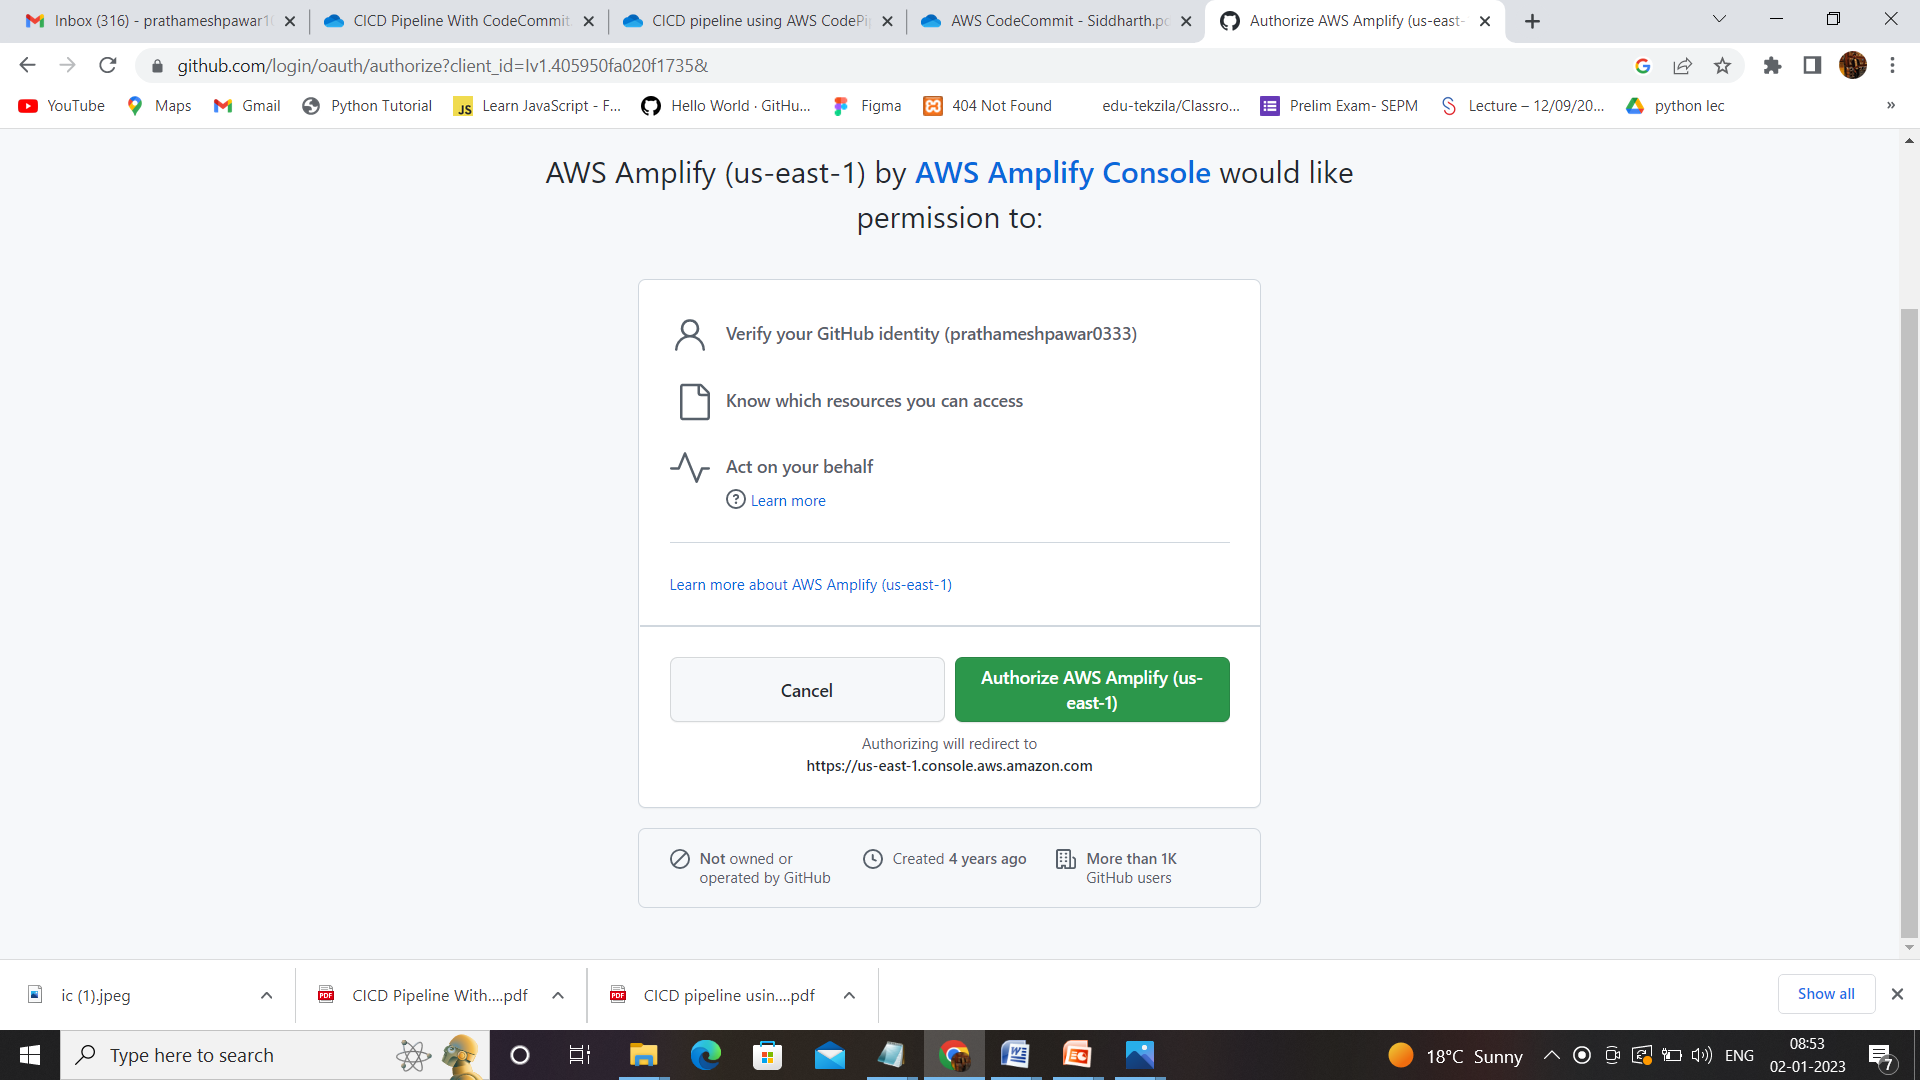 Inbox (316) - prathameshpawar10
CICD Pipeline With CodeCommit.
CICD pipeline using AWS CodePip
AWS CodeCommit - Siddharth.pd
Authorize AWS Amplify (us-east-
github.com/login/oauth/authorize?client_id=Iv1.405950fa020f1735&
YouTube
Maps
Gmail
Python Tutorial
JS
Learn JavaScript - F...
Hello World · GitHu...
Figma
404 Not Found
edu-tekzila/Classro...
Prelim Exam- SEPM
Lecture – 12/09/20...
python lec
»
AWS Amplify (us-east-1) by AWS Amplify Console would like
permission to:
Verify your GitHub identity (prathameshpawar0333)
Know which resources you can access
Act on your behalf
Learn more
Learn more about AWS Amplify (us-east-1)
Cancel
Authorize AWS Amplify (us-
east-1)
Authorizing will redirect to
https://us-east-1.console.aws.amazon.com
Not owned or
operated by GitHub
Created 4 years ago
More than 1K
GitHub users
ic (1).jpeg
PDF
CICD Pipeline With....pdf
PDF
CICD pipeline usin....pdf
Show all
Type here to search
18°C Sunny
ENG
08:53
02-01-2023
7